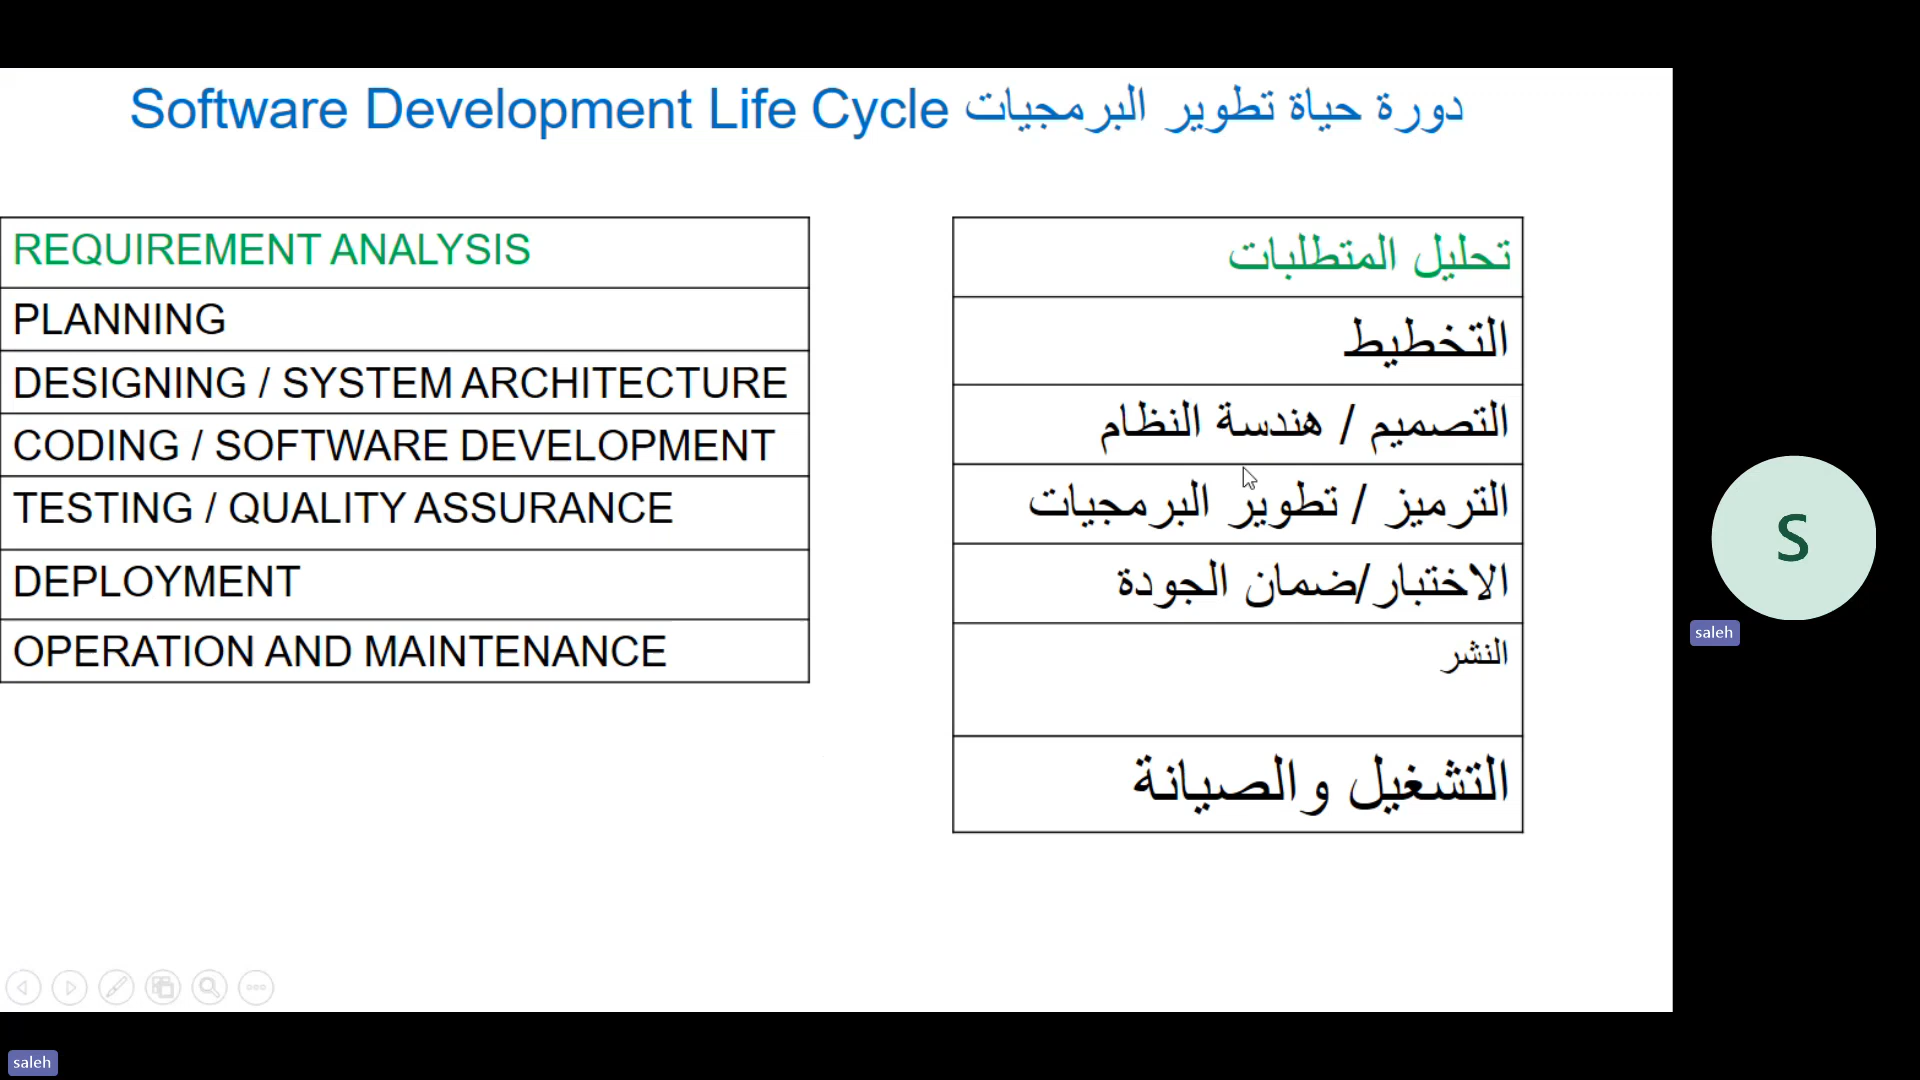 Software Development Life Cycle دورة حياة تطوير البرمجيات
REQUIREMENT ANALYSIS
PLANNING
DESIGNING / SYSTEM ARCHITECTURE
CODING / SOFTWARE DEVELOPMENT
TESTING / QUALITY ASSURANCE
DEPLOYMENT
OPERATION AND MAINTENANCE
تحليل المتطلبات
التخطيط
التصميم / هندسة النظام
الترميز / تطوير البرمجيات
الاختبار/ضمان الجودة
النشر
التشغيل والصيانة
S
saleh
saleh